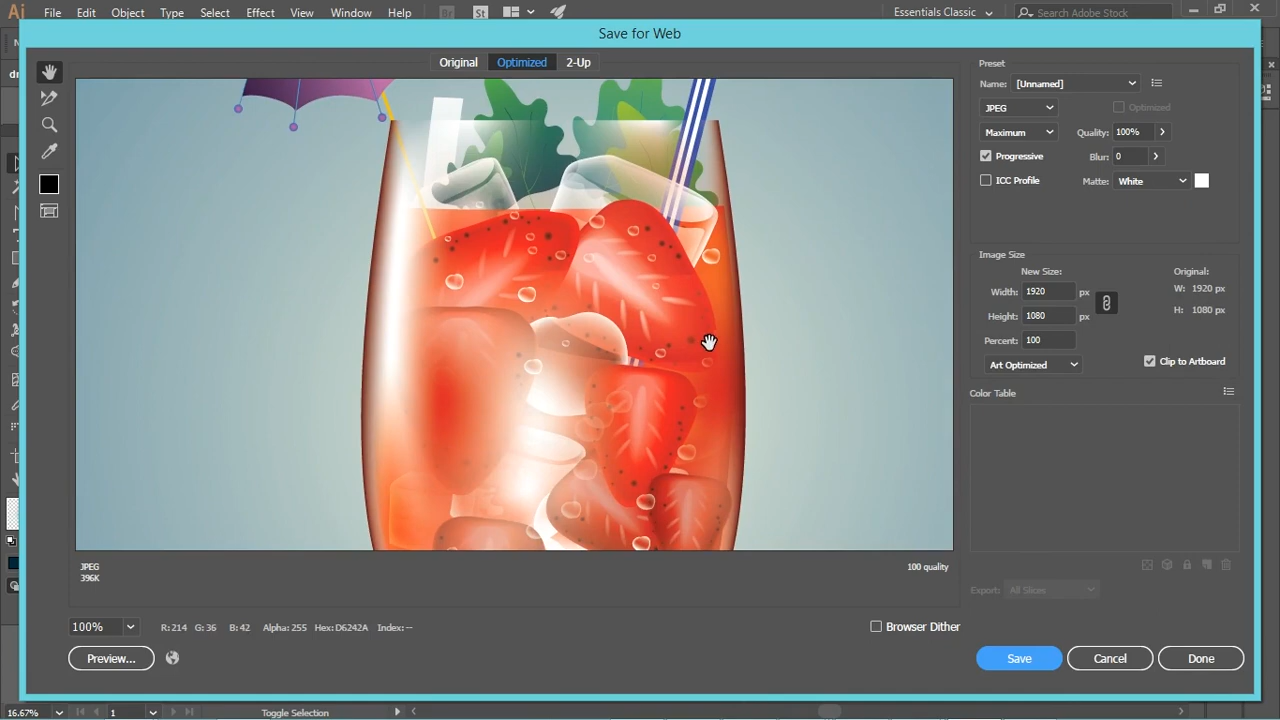 Ai File Edit Object Type Select Effect View Window Help Br St Essentials Classic Search Adobe Stock
Save for Web
Original Optimized 2-Up
Preset
Name: [Unnamed]
JPEG Optimized
Maximum Quality: 100%
Progressive Blur: 0
ICC Profile Matte: White
Image Size
New Size: Original:
Width: 1920 px W: 1920 px
Height: 1080 px H: 1080 px
Percent: 100
Art Optimized Clip to Artboard
Color Table
JPEG 100 quality
396K
Export: All Slices
100% R: 214 G: 36 B: 42 Alpha: 255 Hex: D6242A Index: -- Browser Dither
Preview... Save Cancel Done
16.67% 1 Toggle Selection